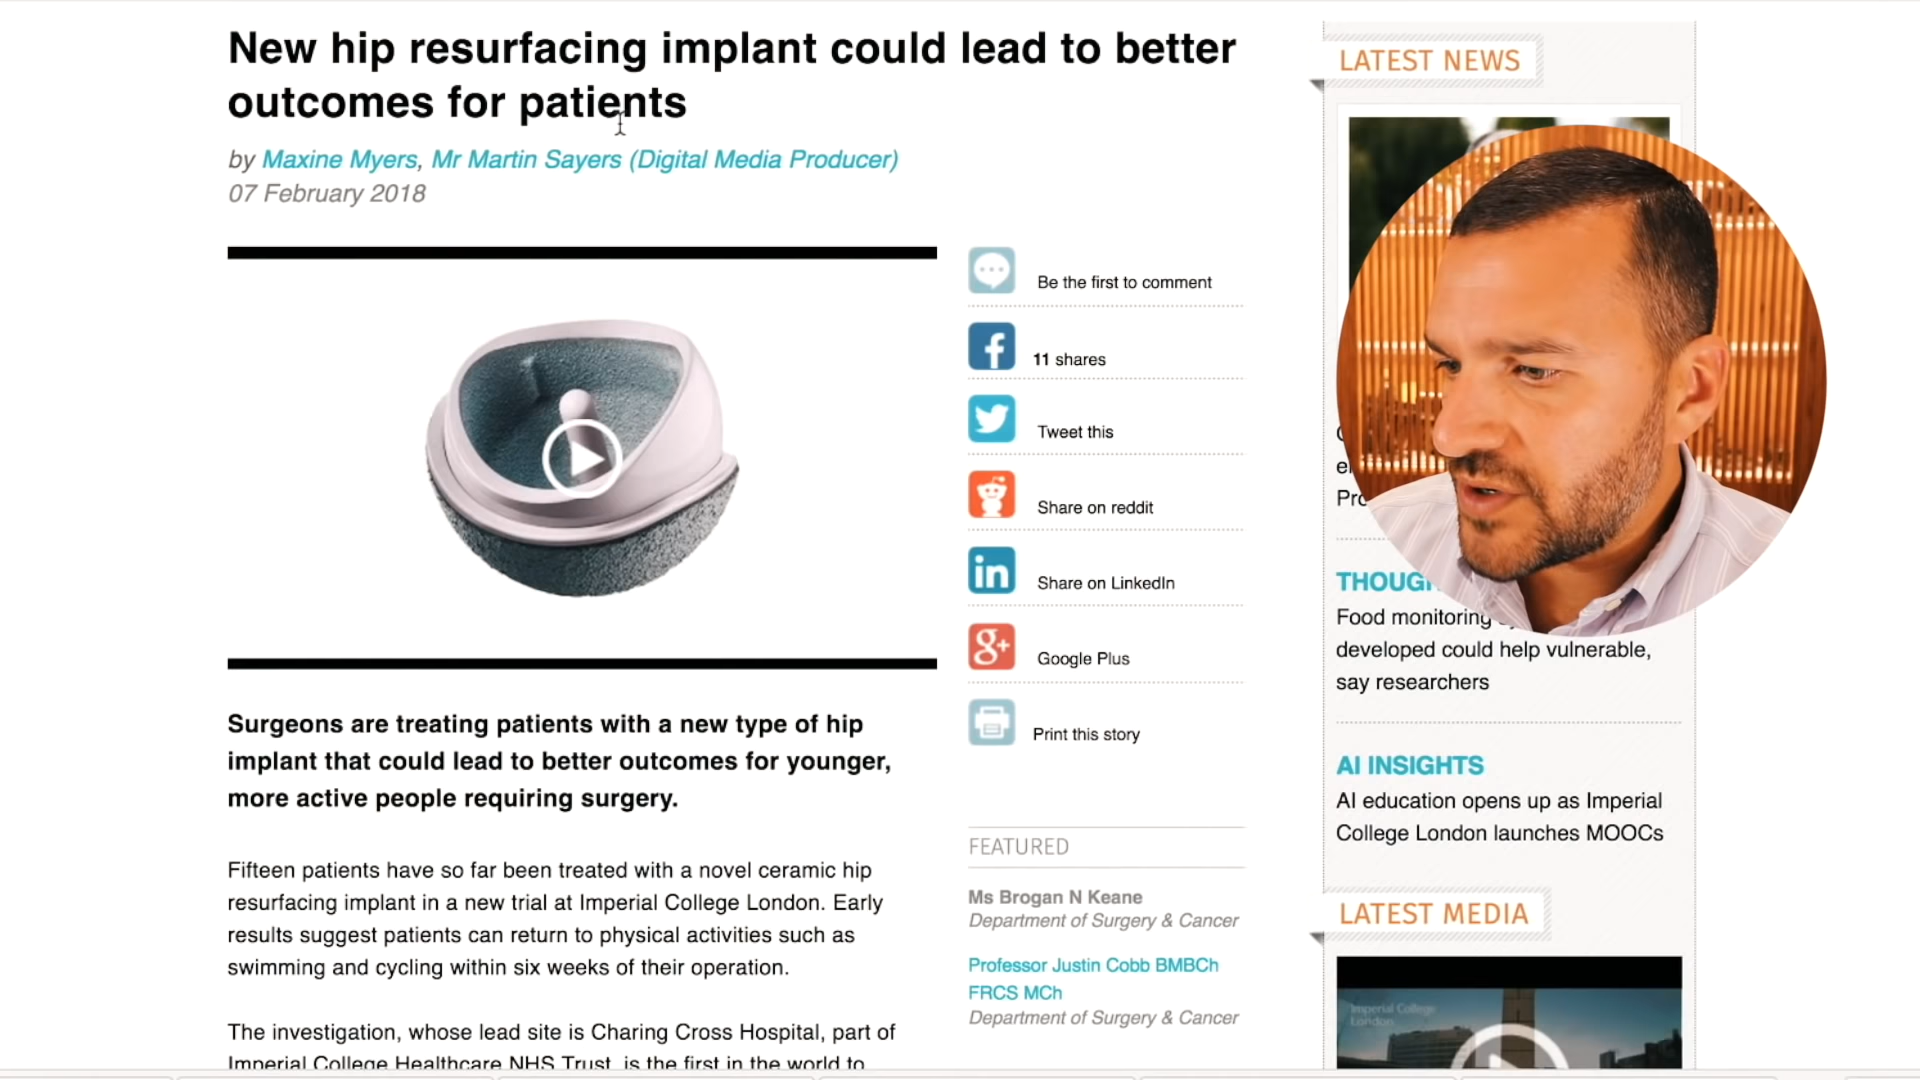 New hip resurfacing implant could lead to better
outcomes for patients
by Maxine Myers, Mr Martin Sayers (Digital Media Producer)
07 February 2018
Be the first to comment
11 shares
Tweet this
Share on reddit
Share on LinkedIn
Google Plus
Print this story
Surgeons are treating patients with a new type of hip
implant that could lead to better outcomes for younger,
more active people requiring surgery.
Fifteen patients have so far been treated with a novel ceramic hip
resurfacing implant in a new trial at Imperial College London. Early
results suggest patients can return to physical activities such as
swimming and cycling within six weeks of their operation.
The investigation, whose lead site is Charing Cross Hospital, part of
Imperial College Healthcare NHS Trust, is the first in the world to
FEATURED
Ms Brogan N Keane
Department of Surgery & Cancer
Professor Justin Cobb BMBCh
FRCS MCh
Department of Surgery & Cancer
LATEST NEWS
Food monitoring
developed could help vulnerable,
say researchers
AI INSIGHTS
AI education opens up as Imperial
College London launches MOOCs
LATEST MEDIA
Imperial College
London